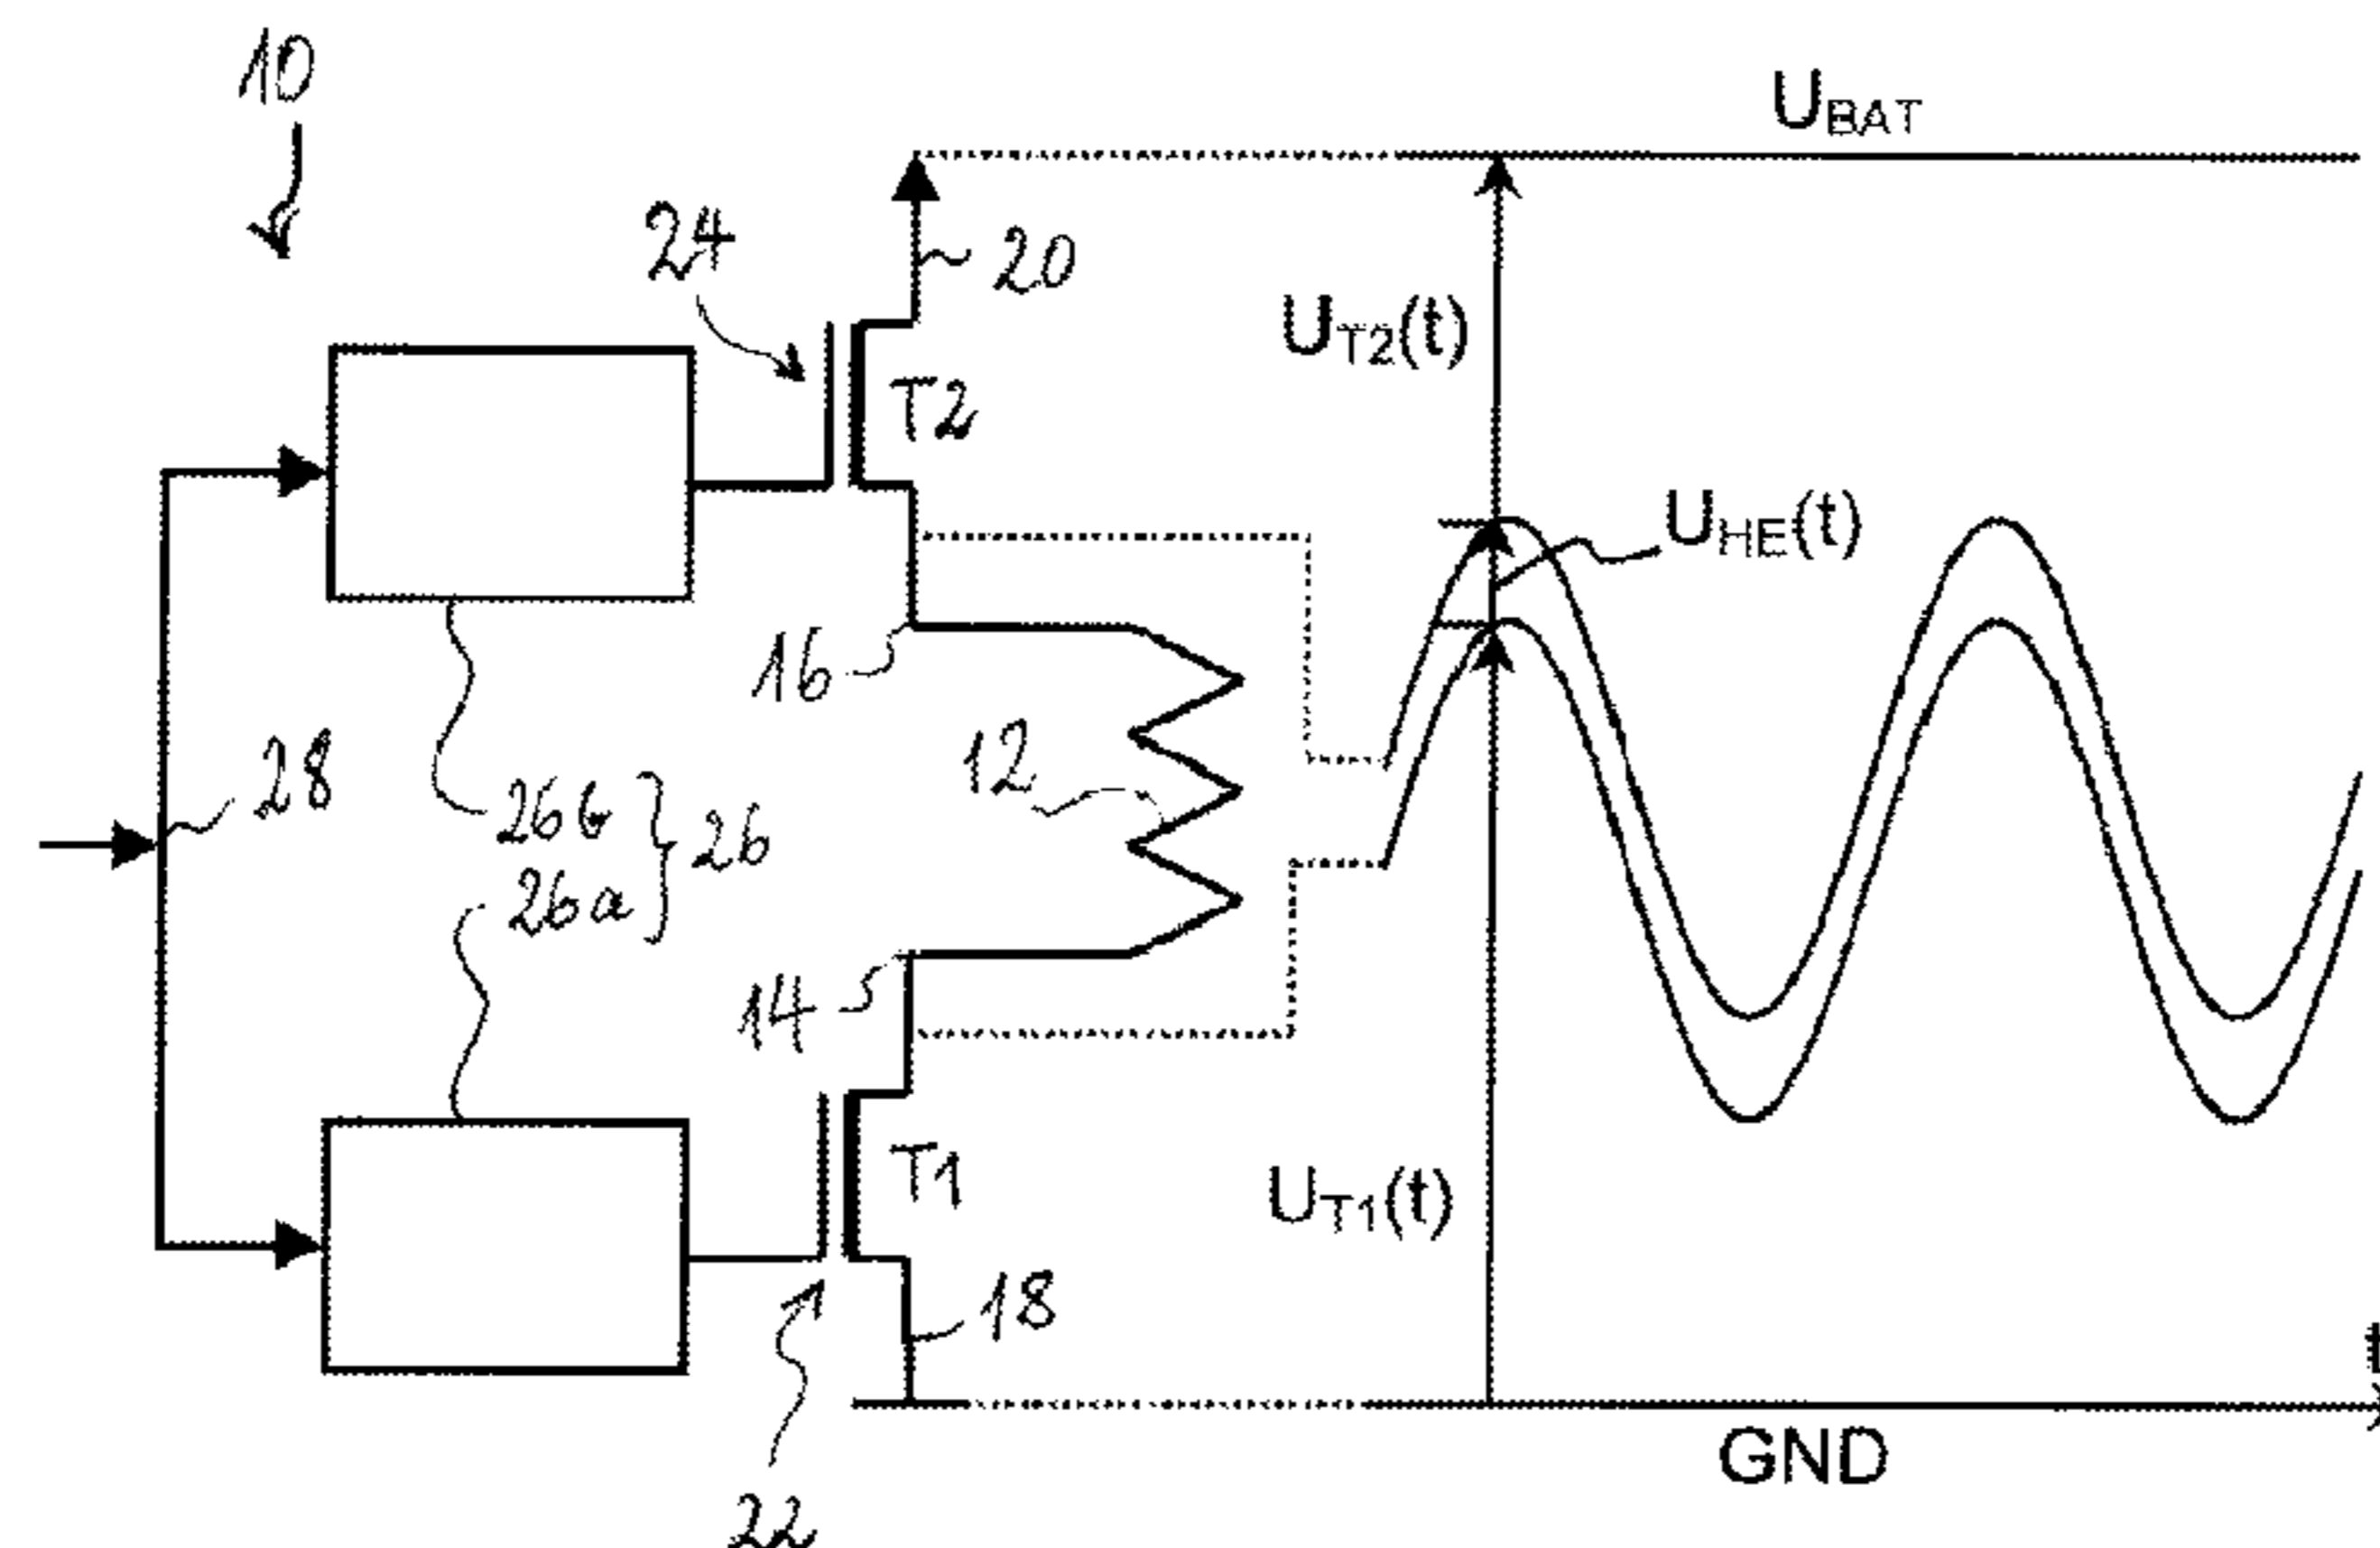 10
U_BAT
24
20
U_T2(t)
T2
U_HE(t)
16
12
28
26b
26
26a
14
T1
U_T1(t)
18
t
GND
22